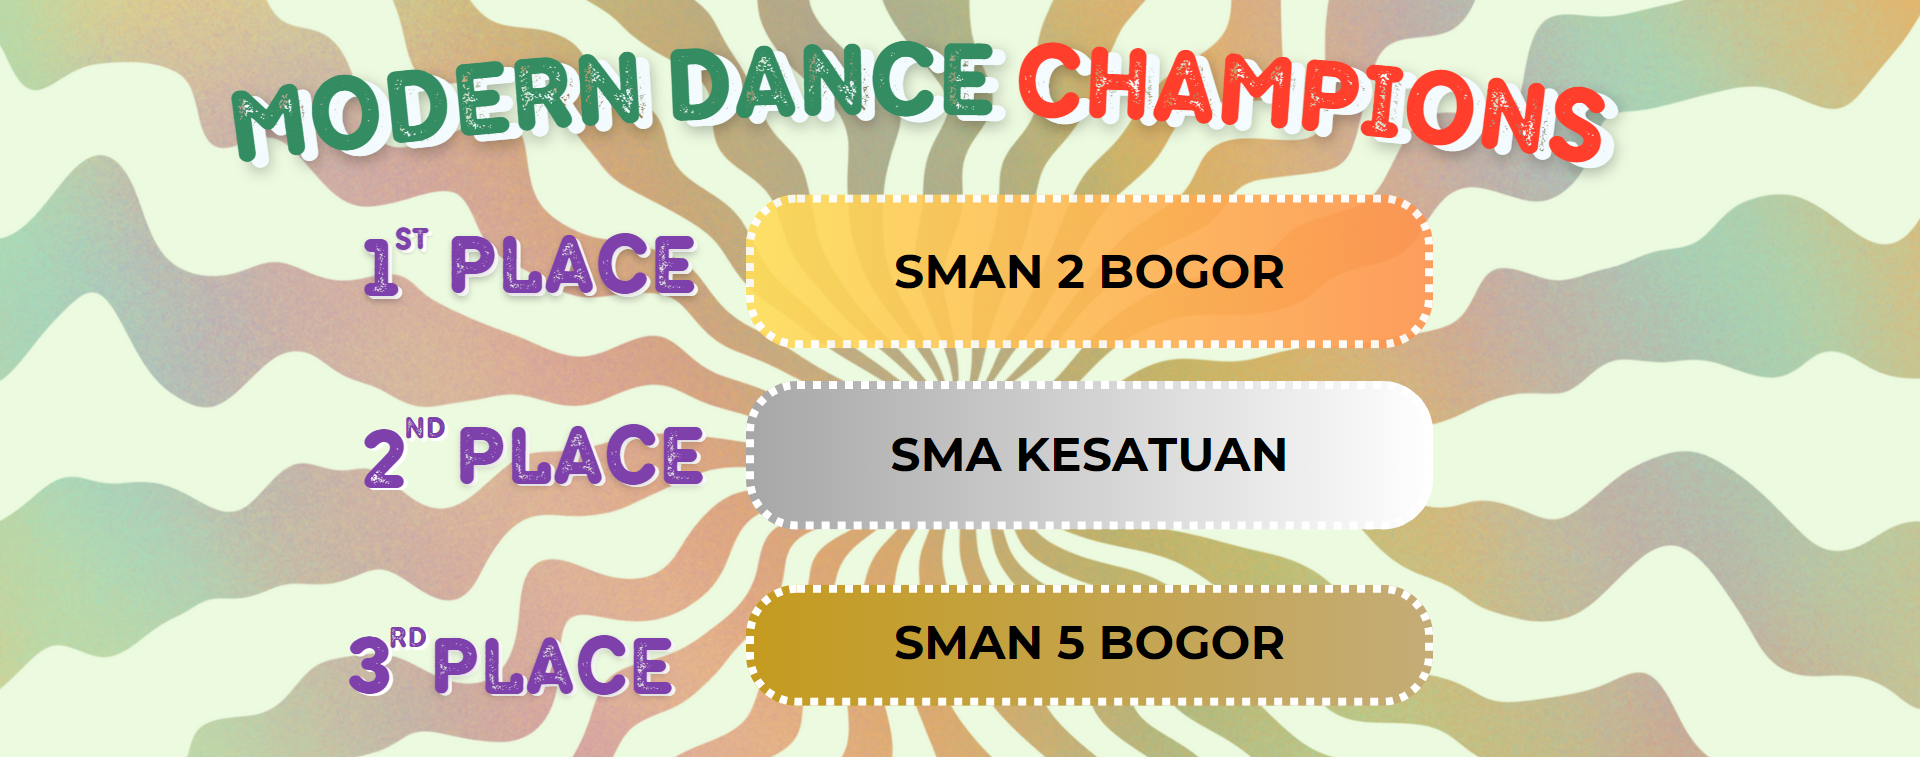 MODERN DANCE CHAMPIONS
1ST PLACE
SMAN 2 BOGOR
2ND PLACE
SMA KESATUAN
3RD PLACE
SMAN 5 BOGOR